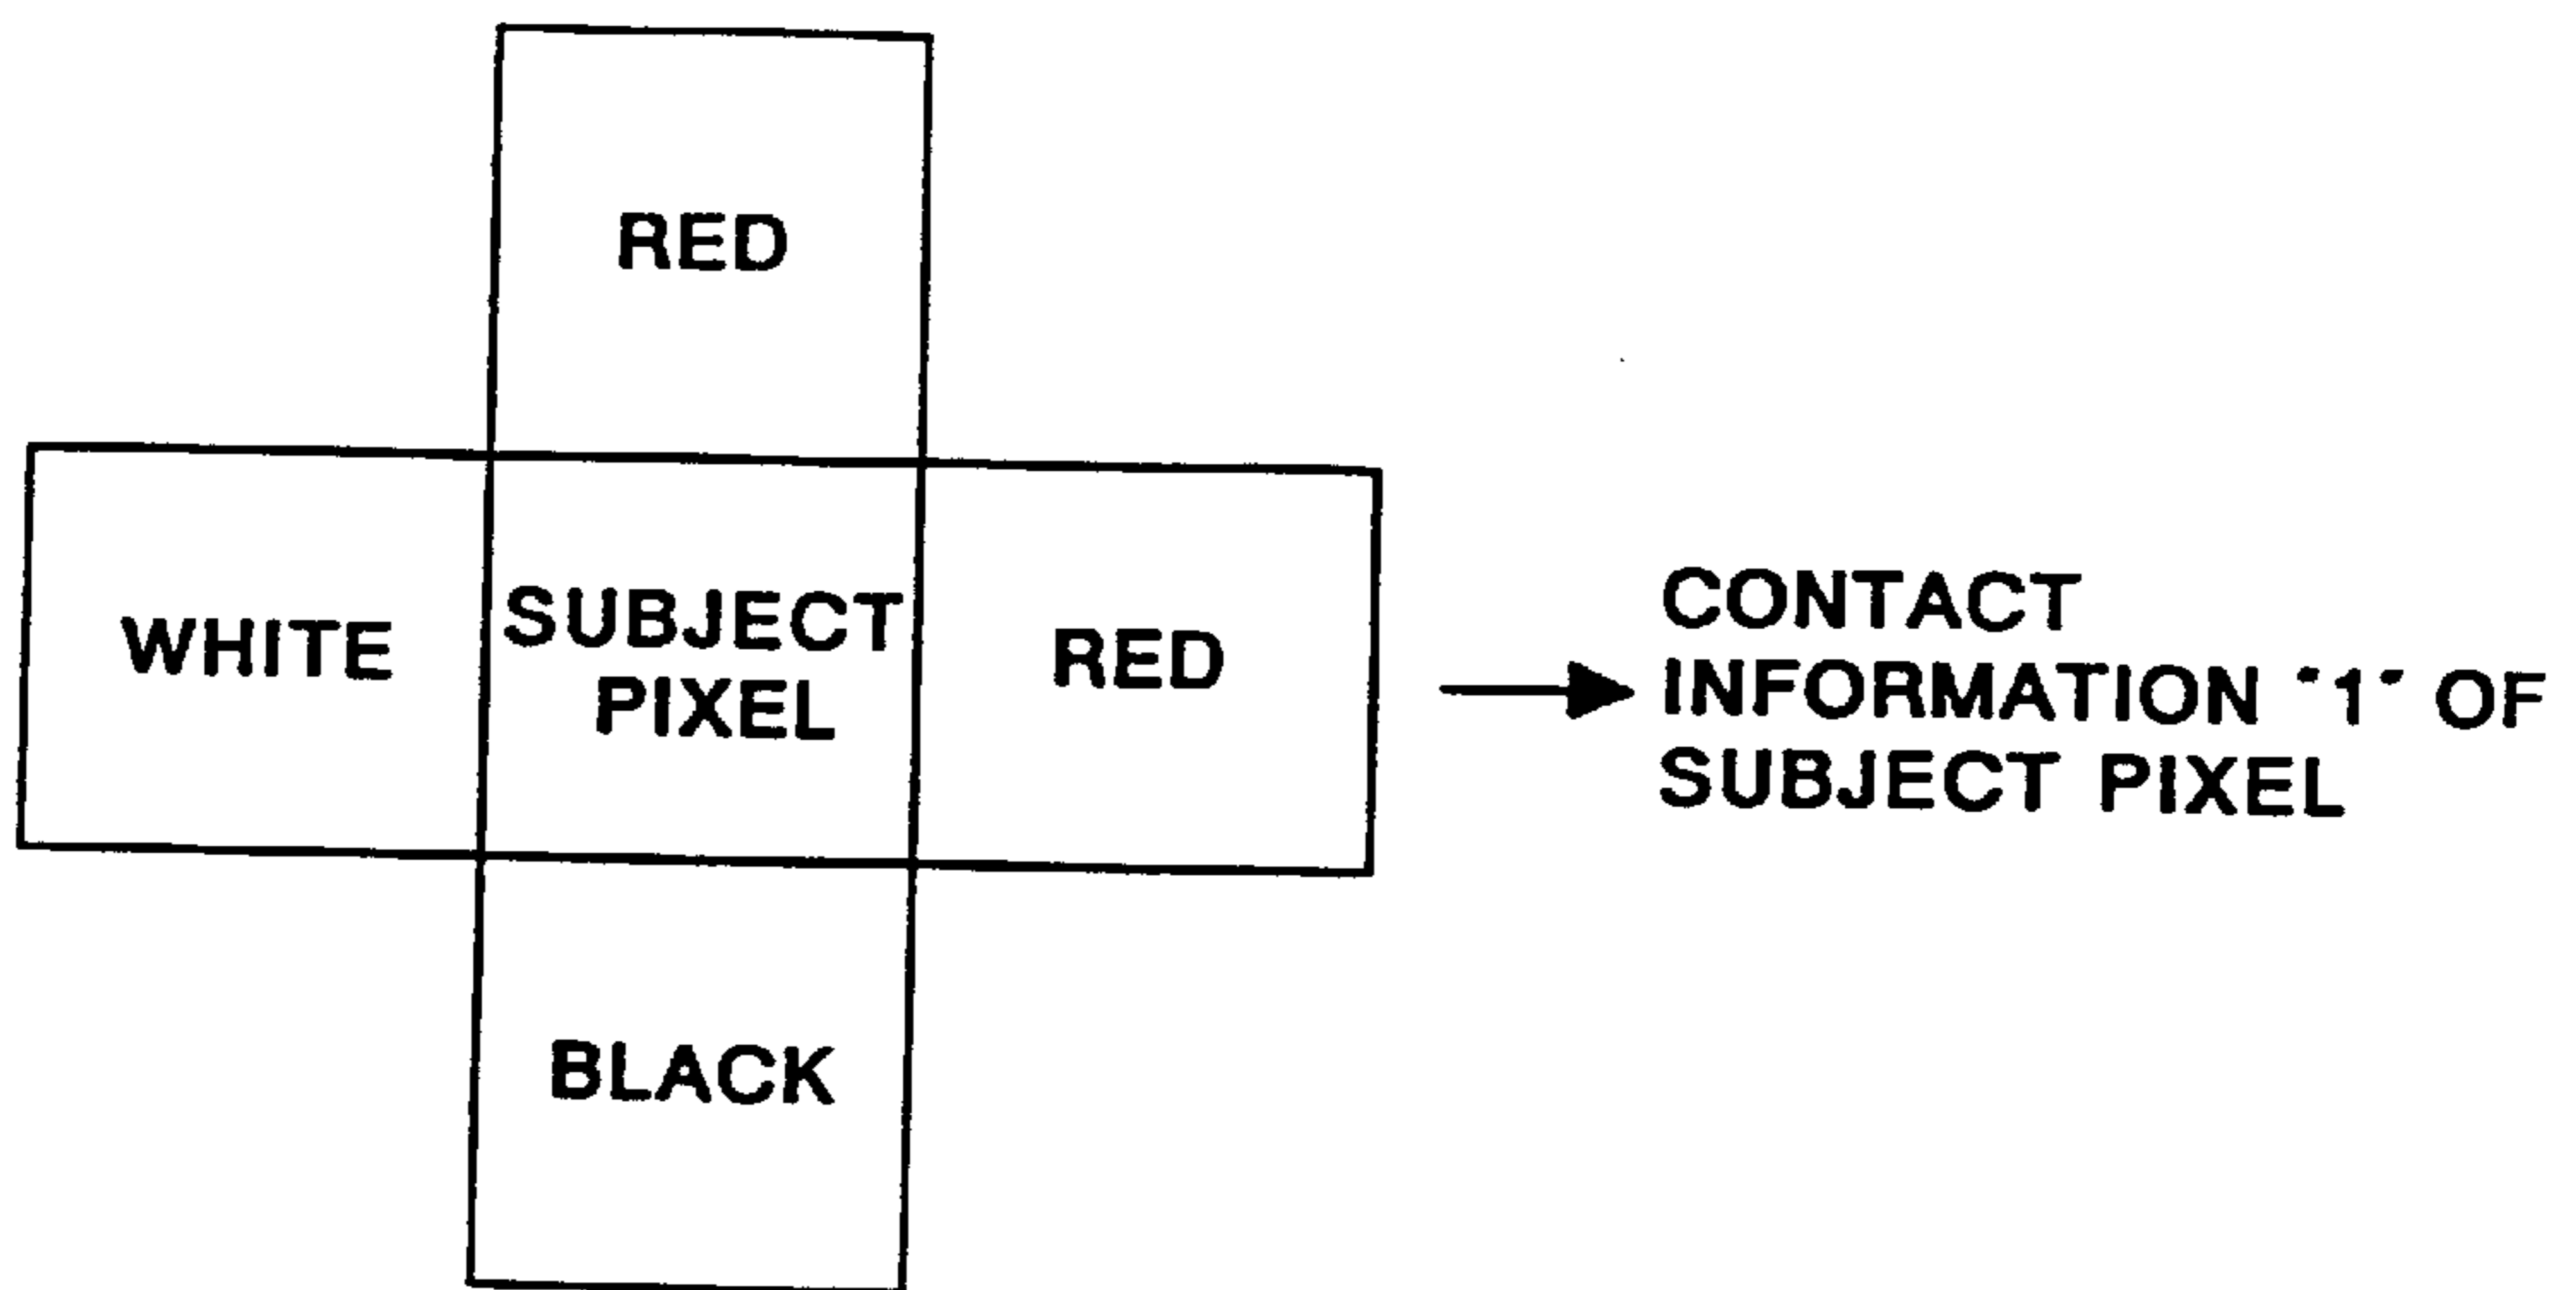 RED
WHITE
SUBJECT
PIXEL
RED
CONTACT
INFORMATION "1" OF
SUBJECT PIXEL
BLACK